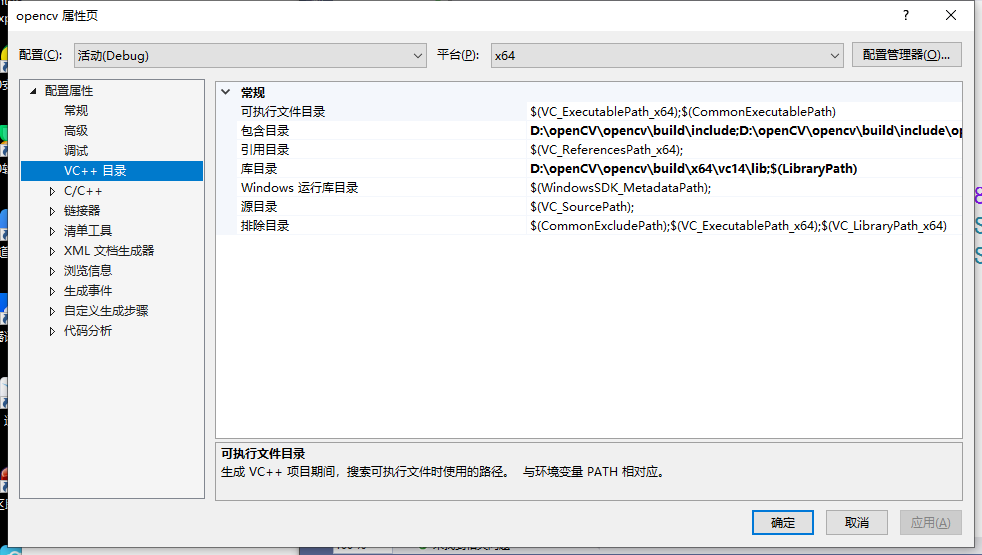 opencv 属性页
配置(C): 活动(Debug) 平台(P): x64 配置管理器(O)...
配置属性
常规
高级
调试
VC++ 目录
C/C++
链接器
清单工具
XML 文档生成器
浏览信息
生成事件
自定义生成步骤
代码分析
常规
可执行文件目录 $(VC_ExecutablePath_x64);$(CommonExecutablePath)
包含目录 D:\openCV\opencv\build\include;D:\openCV\opencv\build\include\op
引用目录 $(VC_ReferencesPath_x64);
库目录 D:\openCV\opencv\build\x64\vc14\lib;$(LibraryPath)
Windows 运行库目录 $(WindowsSDK_MetadataPath);
源目录 $(VC_SourcePath);
排除目录 $(CommonExcludePath);$(VC_ExecutablePath_x64);$(VC_LibraryPath_x64)
可执行文件目录
生成 VC++ 项目期间，搜索可执行文件时使用的路径。 与环境变量 PATH 相对应。
确定 取消 应用(A)